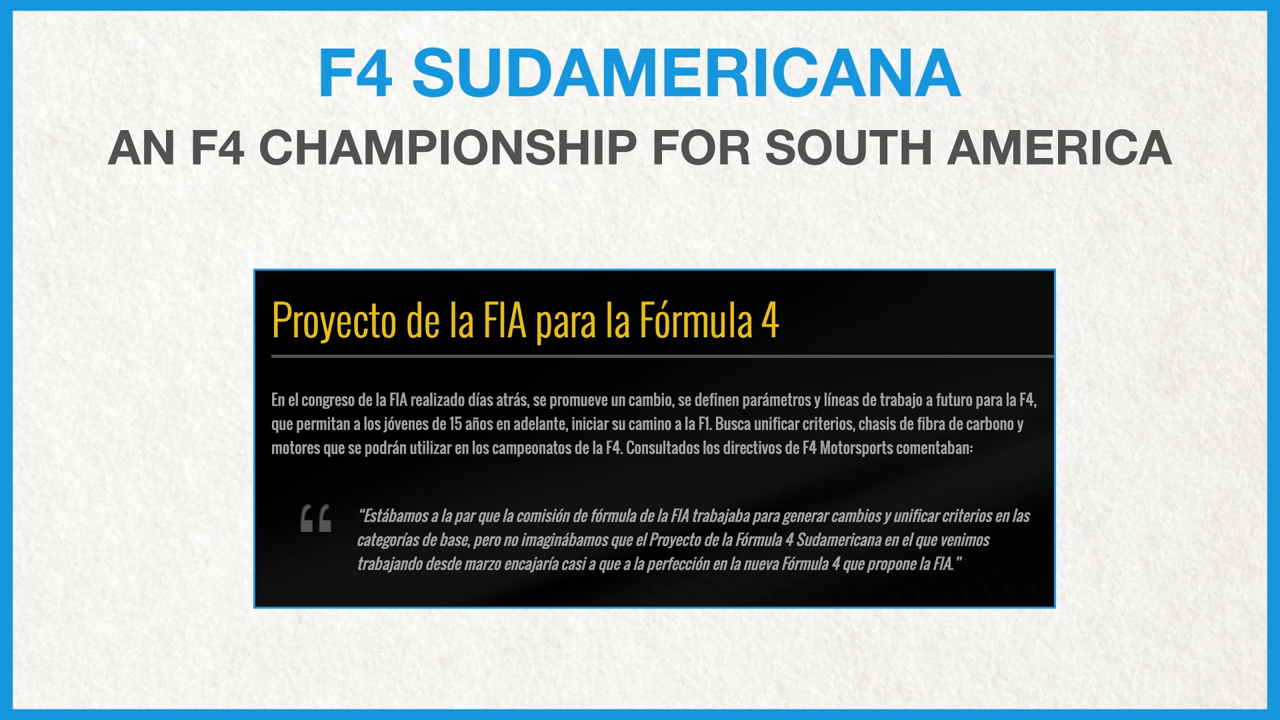 F4 SUDAMERICANA
AN F4 CHAMPIONSHIP FOR SOUTH AMERICA
Proyecto de la FIA para la Fórmula 4
En el congreso de la FIA realizado días atrás, se promueve un cambio, se definen parámetros y líneas de trabajo a futuro para la F4,
que permitan a los jóvenes de 15 años en adelante, iniciar su camino a la F1. Busca unificar criterios, chasis de fibra de carbono y
motores que se podrán utilizar en los campeonatos de la F4. Consultados los directivos de F4 Motorsports comentaban:
“Estábamos a la par que la comisión de fórmula de la FIA trabajaba para generar cambios y unificar criterios en las
categorías de base, pero no imaginábamos que el Proyecto de la Fórmula 4 Sudamericana en el que venimos
trabajando desde marzo encajaría casi a que a la perfección en la nueva Fórmula 4 que propone la FIA.”